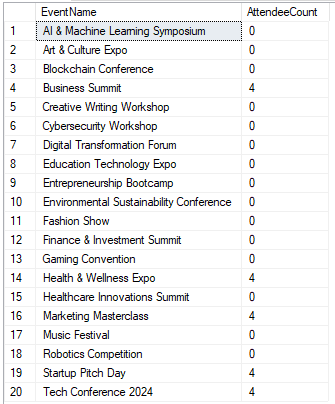 EventName AttendeeCount
1 AI & Machine Learning Symposium 0
2 Art & Culture Expo 0
3 Blockchain Conference 0
4 Business Summit 4
5 Creative Writing Workshop 0
6 Cybersecurity Workshop 0
7 Digital Transformation Forum 0
8 Education Technology Expo 0
9 Entrepreneurship Bootcamp 0
10 Environmental Sustainability Conference 0
11 Fashion Show 0
12 Finance & Investment Summit 0
13 Gaming Convention 0
14 Health & Wellness Expo 4
15 Healthcare Innovations Summit 0
16 Marketing Masterclass 4
17 Music Festival 0
18 Robotics Competition 0
19 Startup Pitch Day 4
20 Tech Conference 2024 4